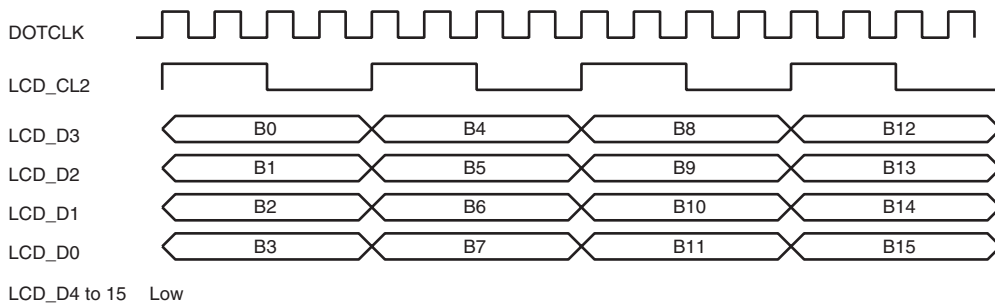 DOTCLK
LCD_CL2
LCD_D3 B0 B4 B8 B12
LCD_D2 B1 B5 B9 B13
LCD_D1 B2 B6 B10 B14
LCD_D0 B3 B7 B11 B15
LCD_D4 to 15 Low